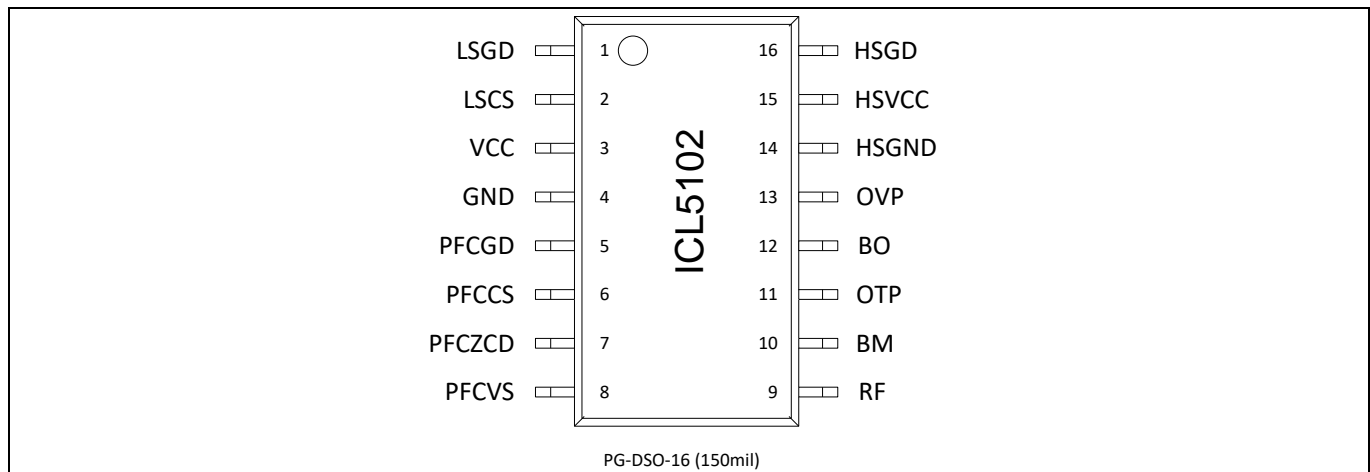 LSGD 1 16 HSGD
LSCS 2 15 HSVCC
VCC 3 14 HSGND
GND 4 13 OVP
PFCGD 5 12 BO
PFCCS 6 11 OTP
PFCZCD 7 10 BM
PFCVS 8 9 RF
ICL5102
PG-DSO-16 (150mil)